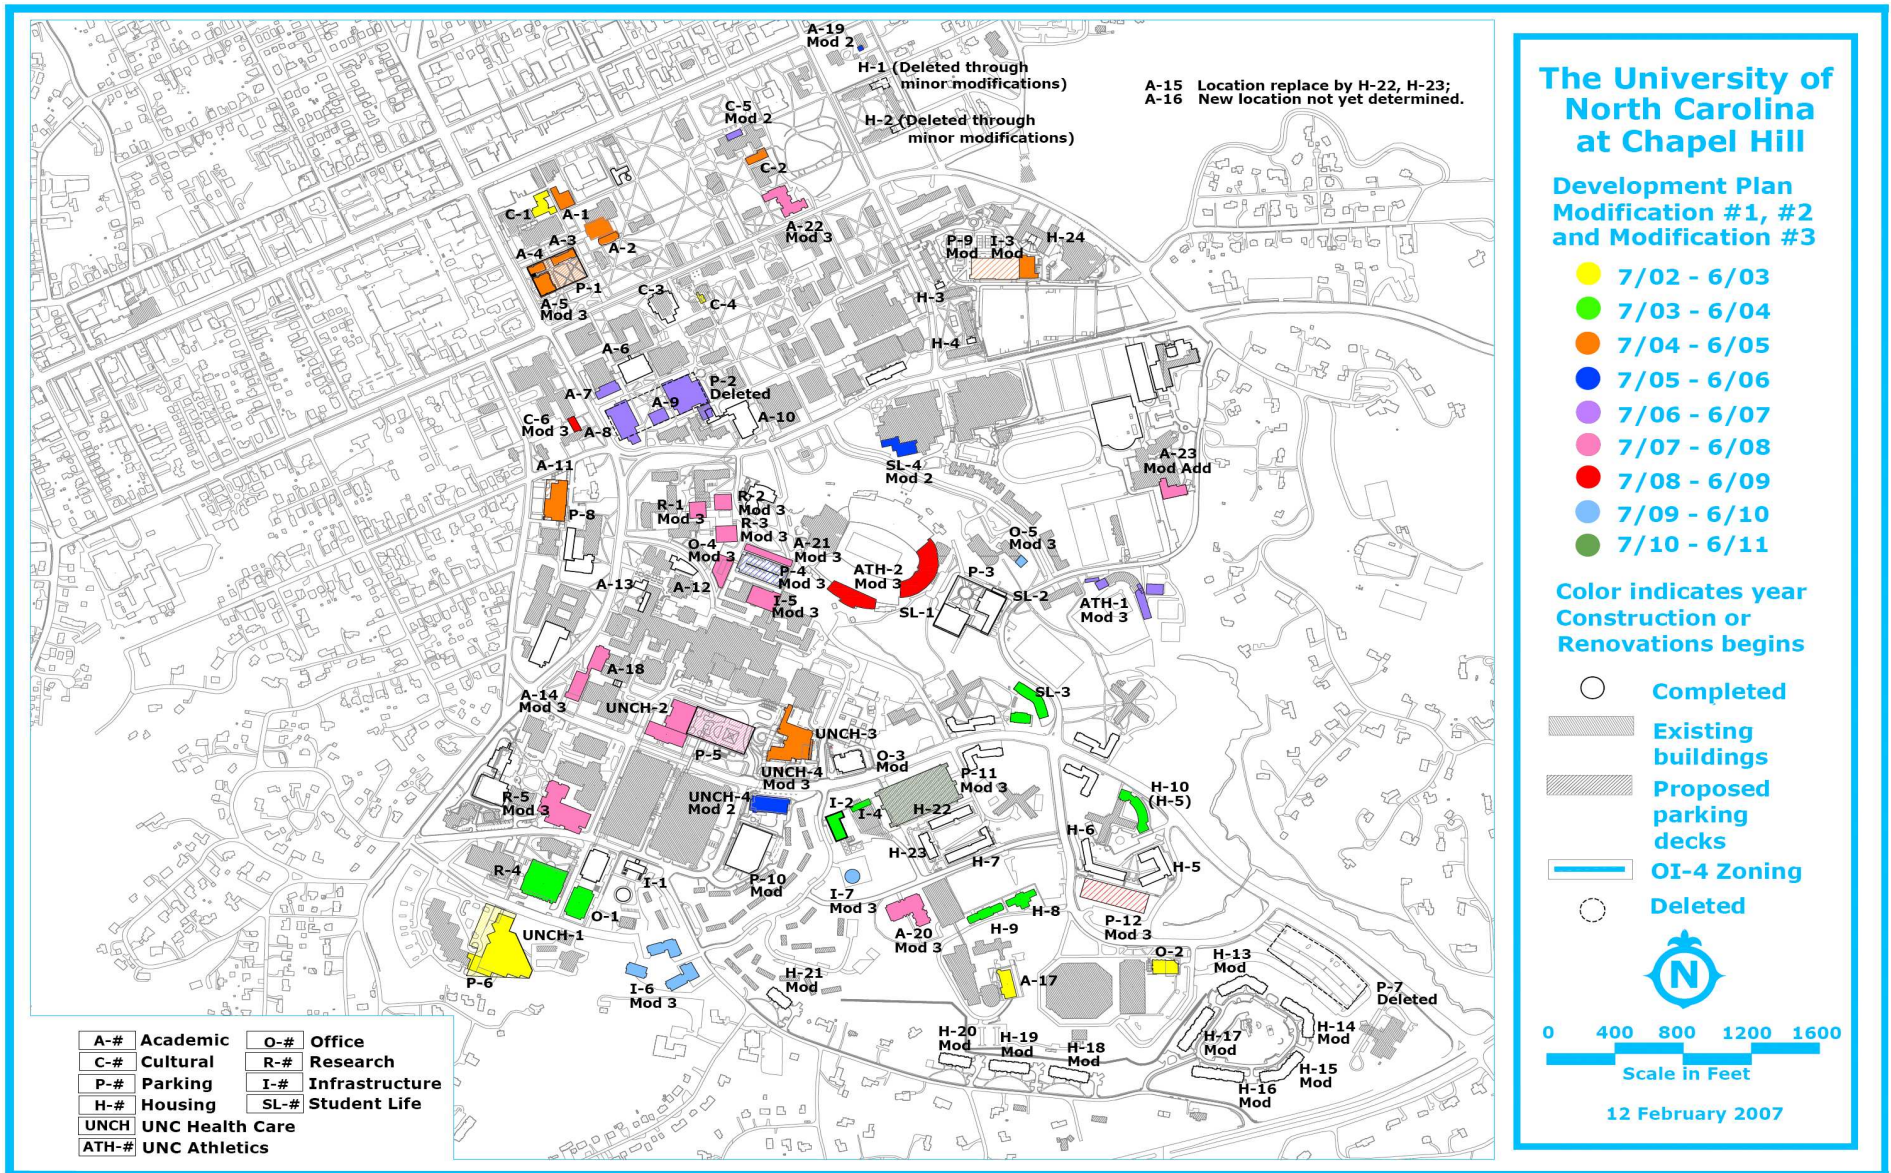 A-19
Mod 2
H-1 (Deleted through
minor modifications)
A-15 Location replace by H-22, H-23;
A-16 New location not yet determined.
C-5
Mod 2
H-2 (Deleted through
minor modifications)
C-2
C-1
A-1
A-22
Mod 3
A-3
A-2
A-4
P-9
Mod
I-3
Mod
H-24
P-1
A-5
Mod 3
C-3
C-4
H-3
H-4
A-6
A-7
P-2
Deleted
A-9
A-10
C-6
Mod 3
A-8
A-11
SL-4
Mod 2
A-23
Mod Add
P-8
R-1
Mod 3
R-2
Mod 3
R-3
Mod 3
O-4
Mod 3
A-21
Mod 3
O-5
Mod 3
A-13
A-12
P-4
Mod 3
ATH-2
Mod 3
P-3
I-5
Mod 3
SL-1
SL-2
ATH-1
Mod 3
A-18
A-14
Mod 3
UNCH-2
SL-3
P-5
UNCH-3
UNCH-4
Mod 3
O-3
Mod
P-11
Mod 3
R-5
Mod 3
UNCH-4
Mod 2
I-2
I-4
H-22
H-10
(H-5)
H-6
H-23
H-7
H-5
R-4
I-1
P-10
Mod
I-7
Mod 3
O-1
A-20
Mod 3
H-8
H-9
P-12
Mod 3
UNCH-1
P-6
I-6
Mod 3
H-21
Mod
A-17
O-2
H-13
Mod
P-7
Deleted
H-20
Mod
H-19
Mod
H-18
Mod
H-17
Mod
H-14
Mod
H-15
Mod
H-16
Mod
A-# Academic
C-# Cultural
P-# Parking
H-# Housing
UNCH UNC Health Care
ATH-# UNC Athletics
O-# Office
R-# Research
I-# Infrastructure
SL-# Student Life
The University of
North Carolina
at Chapel Hill
Development Plan
Modification #1, #2
and Modification #3
7/02 - 6/03
7/03 - 6/04
7/04 - 6/05
7/05 - 6/06
7/06 - 6/07
7/07 - 6/08
7/08 - 6/09
7/09 - 6/10
7/10 - 6/11
Color indicates year
Construction or
Renovations begins
Completed
Existing
buildings
Proposed
parking
decks
OI-4 Zoning
Deleted
N
0 400 800 1200 1600
Scale in Feet
12 February 2007